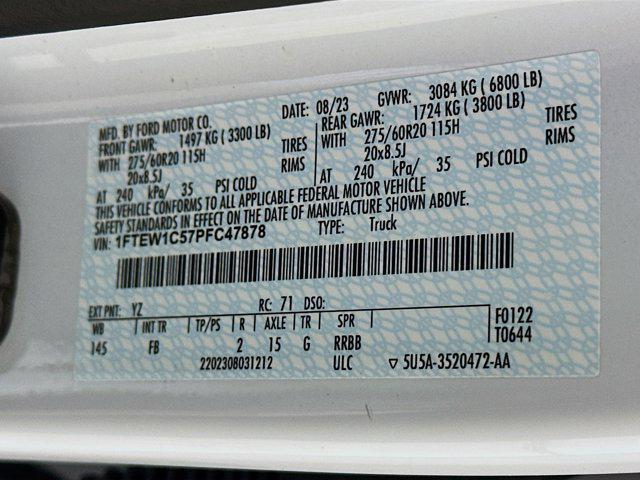 MFD. BY FORD MOTOR CO. DATE: 08/23 GVWR: 3084 KG ( 6800 LB)
FRONT GAWR: 1497 KG ( 3300 LB) REAR GAWR: 1724 KG ( 3800 LB)
WITH 275/60R20 115H TIRES WITH 275/60R20 115H TIRES
20x8.5J RIMS 20x8.5J RIMS
AT 240 kPa/ 35 PSI COLD AT 240 kPa/ 35 PSI COLD
THIS VEHICLE CONFORMS TO ALL APPLICABLE FEDERAL MOTOR VEHICLE
SAFETY STANDARDS IN EFFECT ON THE DATE OF MANUFACTURE SHOWN ABOVE.
VIN: 1FTEW1C57PFC47878 TYPE: Truck
EXT PNT: YZ RC: 71 DSO:
WB INT TR TP/PS R AXLE TR SPR F0122
145 FB 2 15 G RRBB T0644
2202308031212 ULC ▽ 5U5A-3520472-AA